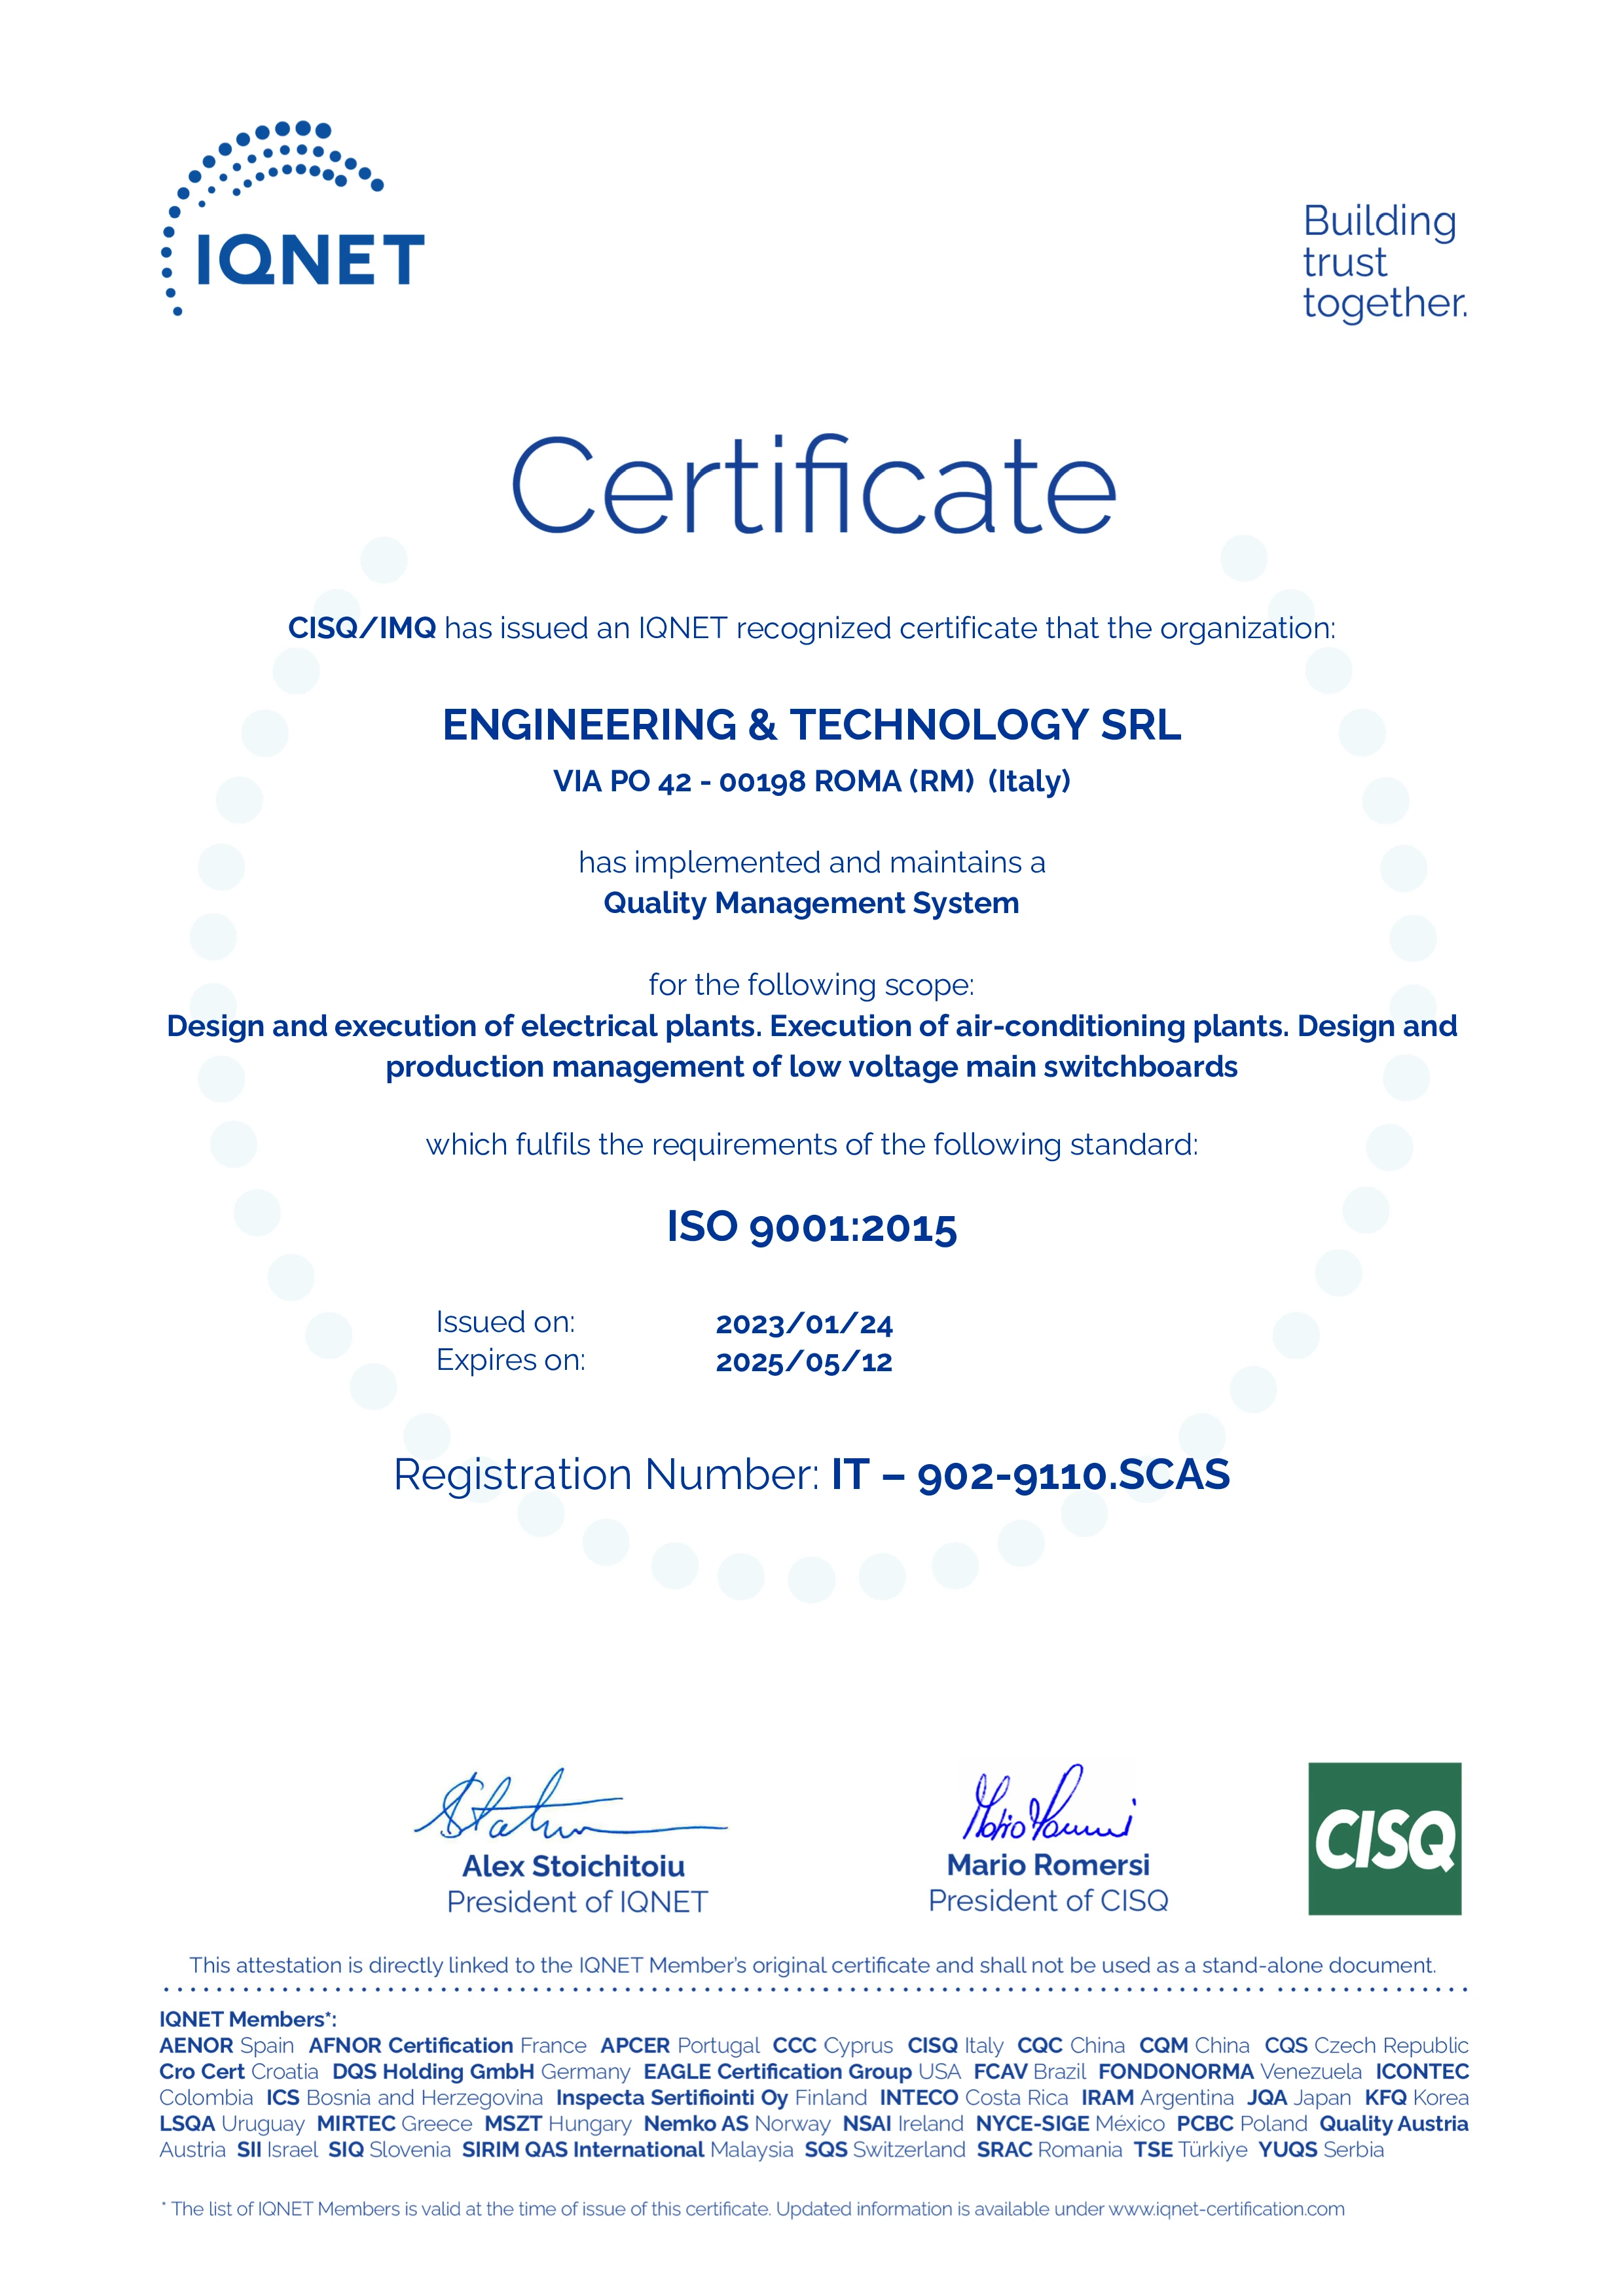 IQNET
Building
trust
together.
Certificate
CISQ/IMQ has issued an IQNET recognized certificate that the organization:
ENGINEERING & TECHNOLOGY SRL
VIA PO 42 - 00198 ROMA (RM) (Italy)
has implemented and maintains a
Quality Management System
for the following scope:
Design and execution of electrical plants. Execution of air-conditioning plants. Design and
production management of low voltage main switchboards
which fulfils the requirements of the following standard:
ISO 9001:2015
Issued on: 2023/01/24
Expires on: 2025/05/12
Registration Number: IT – 902-9110.SCAS
Alex Stoichitoiu
President of IQNET
Mario Romersi
President of CISQ
CISQ
This attestation is directly linked to the IQNET Member's original certificate and shall not be used as a stand-alone document.
IQNET Members*:
AENOR Spain AFNOR Certification France APCER Portugal CCC Cyprus CISQ Italy CQC China CQM China CQS Czech Republic
Cro Cert Croatia DQS Holding GmbH Germany EAGLE Certification Group USA FCAV Brazil FONDONORMA Venezuela ICONTEC
Colombia ICS Bosnia and Herzegovina Inspecta Sertifiointi Oy Finland INTECO Costa Rica IRAM Argentina JQA Japan KFQ Korea
LSQA Uruguay MIRTEC Greece MSZT Hungary Nemko AS Norway NSAI Ireland NYCE-SIGE México PCBC Poland Quality Austria
Austria SII Israel SIQ Slovenia SIRIM QAS International Malaysia SQS Switzerland SRAC Romania TSE Türkiye YUQS Serbia
* The list of IQNET Members is valid at the time of issue of this certificate. Updated information is available under www.iqnet-certification.com